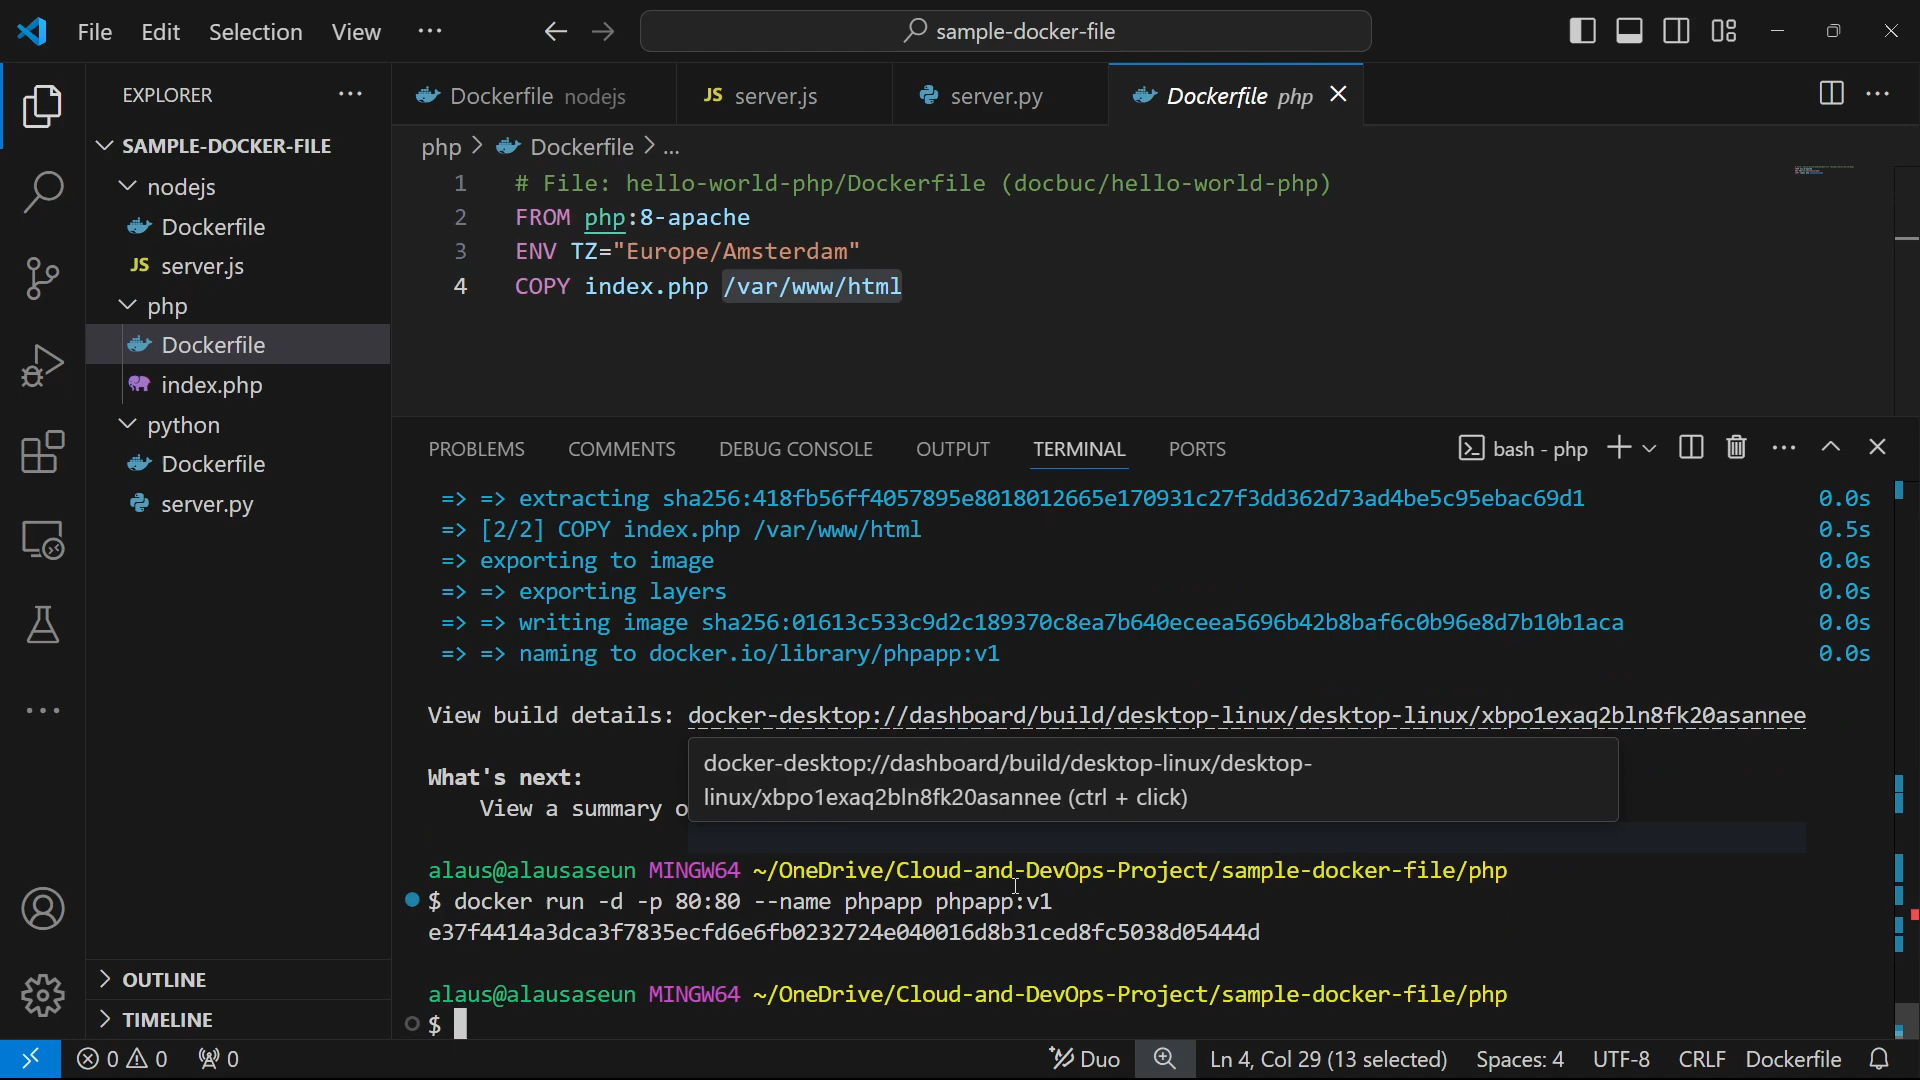 File Edit Selection View ··· sample-docker-file
EXPLORER
SAMPLE-DOCKER-FILE
nodejs
Dockerfile
JS server.js
php
Dockerfile
index.php
python
Dockerfile
server.py
OUTLINE
TIMELINE
Dockerfile nodejs JS server.js server.py Dockerfile php
php > Dockerfile > ...
1 # File: hello-world-php/Dockerfile (docbuc/hello-world-php)
2 FROM php:8-apache
3 ENV TZ="Europe/Amsterdam"
4 COPY index.php /var/www/html
PROBLEMS COMMENTS DEBUG CONSOLE OUTPUT TERMINAL PORTS bash - php
=> => extracting sha256:418fb56ff4057895e8018012665e170931c27f3dd362d73ad4be5c95ebac69d1 0.0s
=> [2/2] COPY index.php /var/www/html 0.5s
=> exporting to image 0.0s
=> => exporting layers 0.0s
=> => writing image sha256:01613c533c9d2c189370c8ea7b640eceea5696b42b8baf6c0b96e8d7b10b1aca 0.0s
=> => naming to docker.io/library/phpapp:v1 0.0s
View build details: docker-desktop://dashboard/build/desktop-linux/desktop-linux/xbpo1exaq2bln8fk20asannee
docker-desktop://dashboard/build/desktop-linux/desktop-
linux/xbpo1exaq2bln8fk20asannee (ctrl + click)
What's next:
View a summary o
alaus@alausaseun MINGW64 ~/OneDrive/Cloud-and-DevOps-Project/sample-docker-file/php
$ docker run -d -p 80:80 --name phpapp phpapp:v1
e37f4414a3dca3f7835ecfd6e6fb0232724e040016d8b31ced8fc5038d05444d
alaus@alausaseun MINGW64 ~/OneDrive/Cloud-and-DevOps-Project/sample-docker-file/php
$
0 0 0 Duo Ln 4, Col 29 (13 selected) Spaces: 4 UTF-8 CRLF Dockerfile